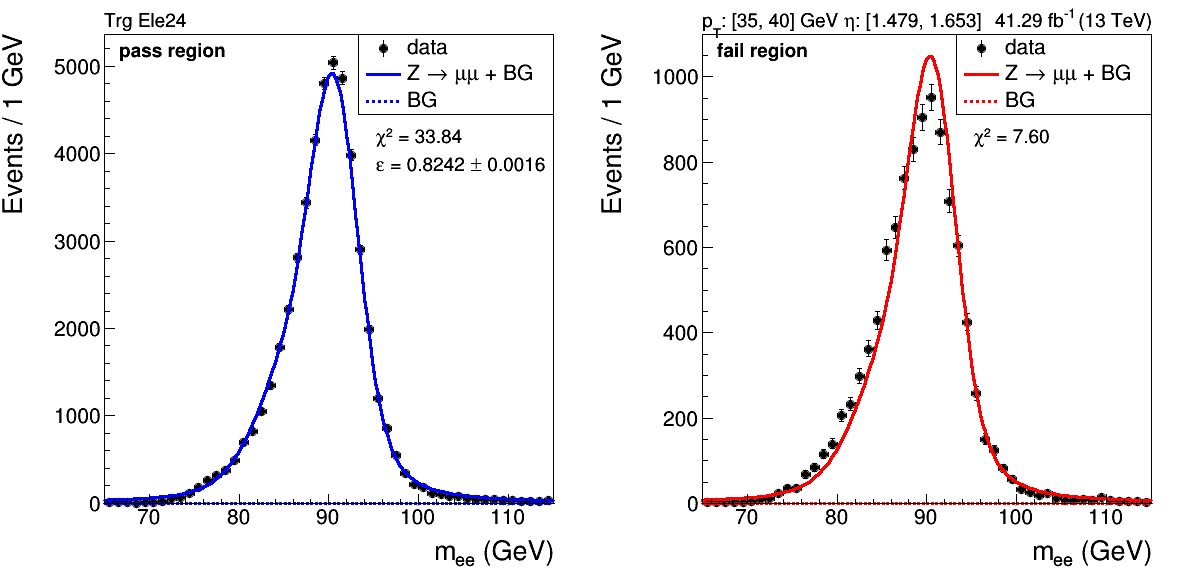 Trg Ele24
pass region
data
Z → μμ + BG
BG
χ² = 33.84
ε = 0.8242 ± 0.0016
Events / 1 GeV
5000
4000
3000
2000
1000
0
70 80 90 100 110
m_ee (GeV)
p_T: [35, 40] GeV η: [1.479, 1.653] 41.29 fb⁻¹ (13 TeV)
fail region
data
Z → μμ + BG
BG
χ² = 7.60
Events / 1 GeV
1000
800
600
400
200
0
70 80 90 100 110
m_ee (GeV)